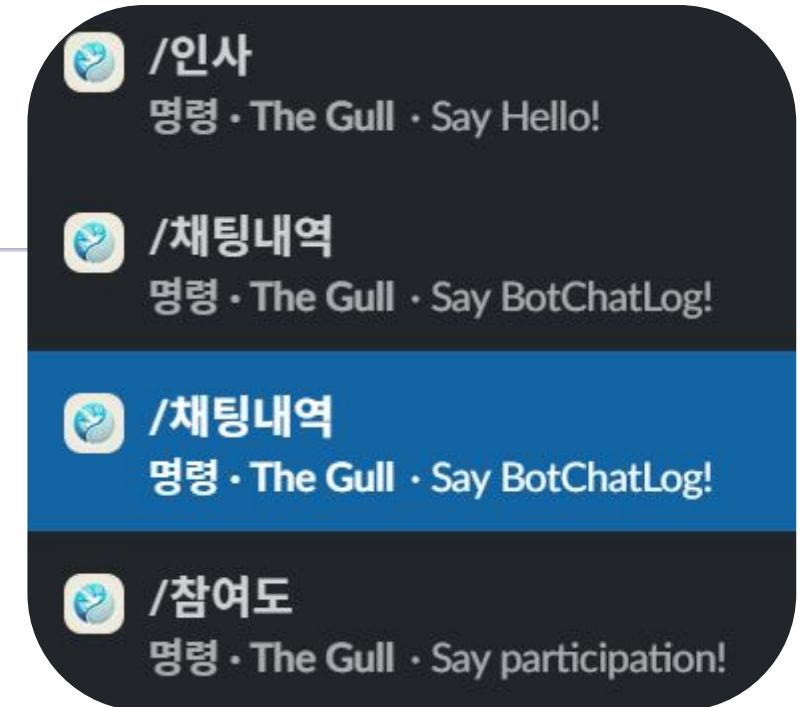 /인사
명령 · The Gull · Say Hello!
/채팅내역
명령 · The Gull · Say BotChatLog!
/채팅내역
명령 · The Gull · Say BotChatLog!
/참여도
명령 · The Gull · Say participation!